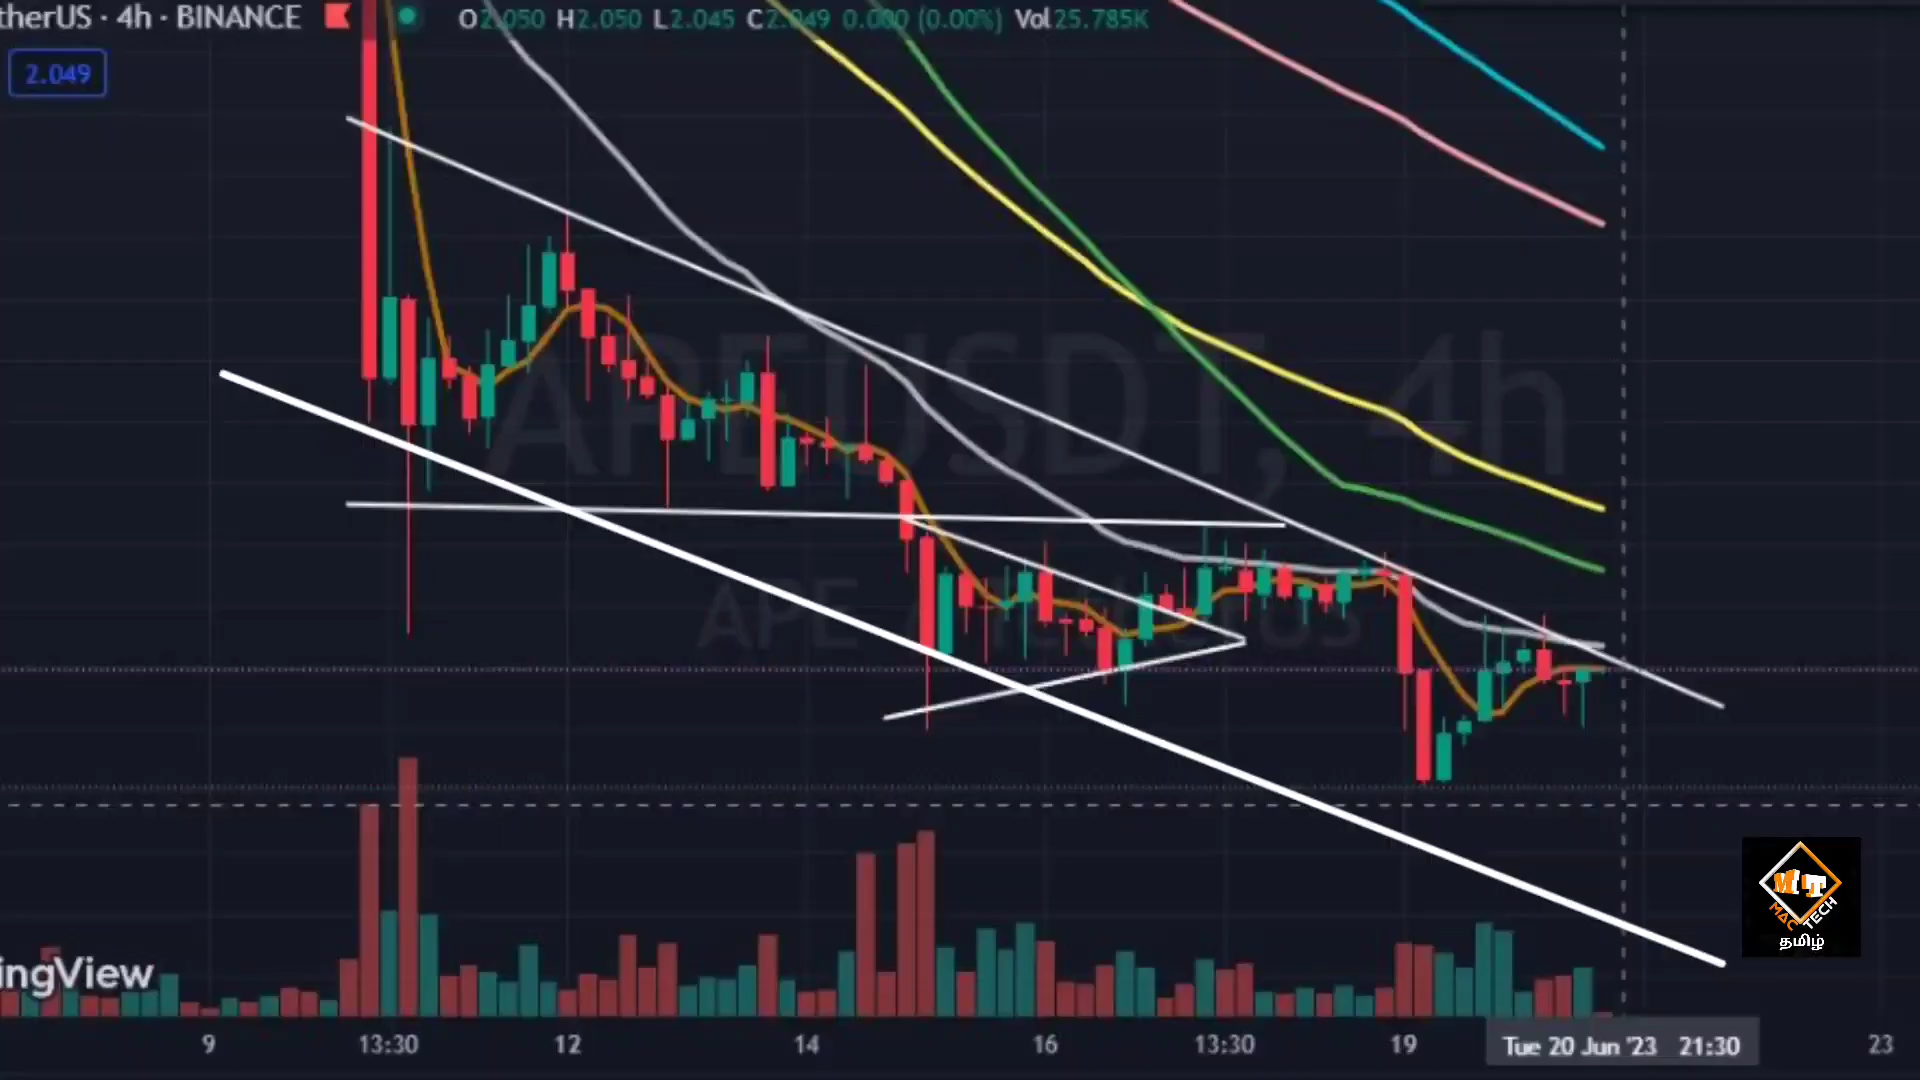 therUS · 4h · BINANCE O2.050 H2.050 L2.045 C2.049 0.000 (0.00%) Vol25.785K
2.049
APEUSDT, 4h
APE / TetherUS
MT
MAC TECH
தமிழ்
ingView
9 13:30 12 14 16 13:30 19 Tue 20 Jun '23 21:30 23